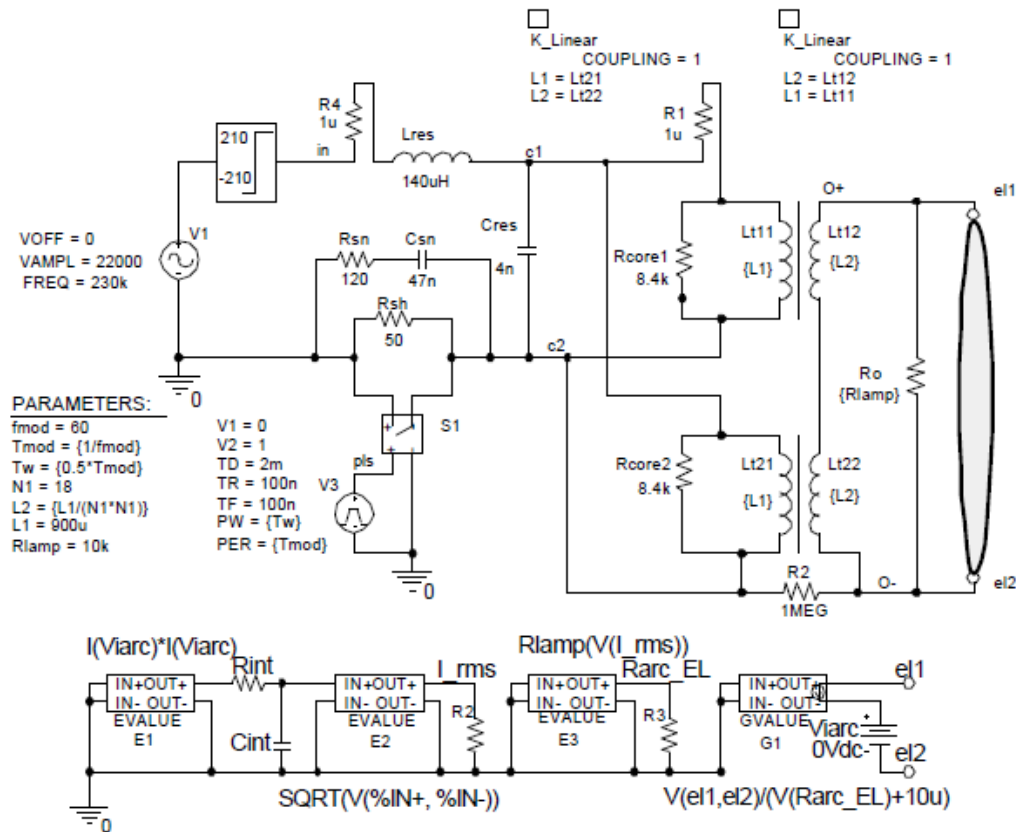 K_Linear
COUPLING = 1
L1 = Lt21
L2 = Lt22
K_Linear
COUPLING = 1
L2 = Lt12
L1 = Lt11
R4
1u
R1
1u
210
-210
in
Lres
140uH
c1
O+
el1
V1
VOFF = 0
VAMPL = 22000
FREQ = 230k
Rsn
120
Csn
47n
Cres
4n
Rcore1
8.4k
Lt11
{L1}
Lt12
{L2}
Rsh
50
c2
Ro
{Rlamp}
0
PARAMETERS:
fmod = 60
Tmod = {1/fmod}
Tw = {0.5*Tmod}
N1 = 18
L2 = {L1/(N1*N1)}
L1 = 900u
Rlamp = 10k
V1 = 0
V2 = 1
TD = 2m
TR = 100n
TF = 100n
PW = {Tw}
PER = {Tmod}
S1
+ -
+ -
pls
V3
0
Rcore2
8.4k
Lt21
{L1}
Lt22
{L2}
R2
1MEG
O-
el2
I(Viarc)*I(Viarc)
Rlamp(V(I_rms))
IN+OUT+
IN- OUT-
EVALUE
E1
Rint
Cint
IN+OUT+
IN- OUT-
EVALUE
E2
I_rms
R2
IN+OUT+
IN- OUT-
EVALUE
E3
Rarc_EL
R3
IN+OUT+
IN- OUT-
GVALUE
G1
el1
+
Viarc
0Vdc-
el2
SQRT(V(%IN+, %IN-))
V(el1,el2)/(V(Rarc_EL)+10u)
0